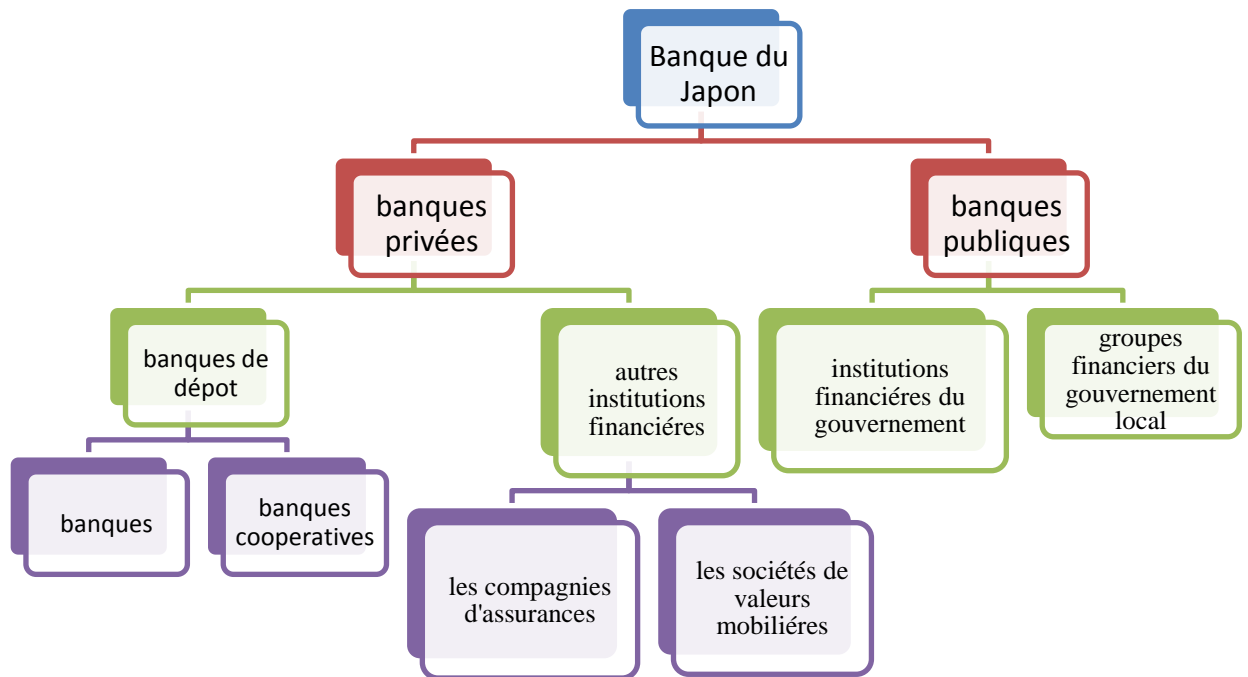 Banque du
Japon
banques
privées
banques
publiques
banques de
dépot
autres
institutions
financiéres
institutions
financiéres du
gouvernement
groupes
financiers du
gouvernement
local
banques
banques
cooperatives
les compagnies
d'assurances
les sociétés de
valeurs
mobiliéres